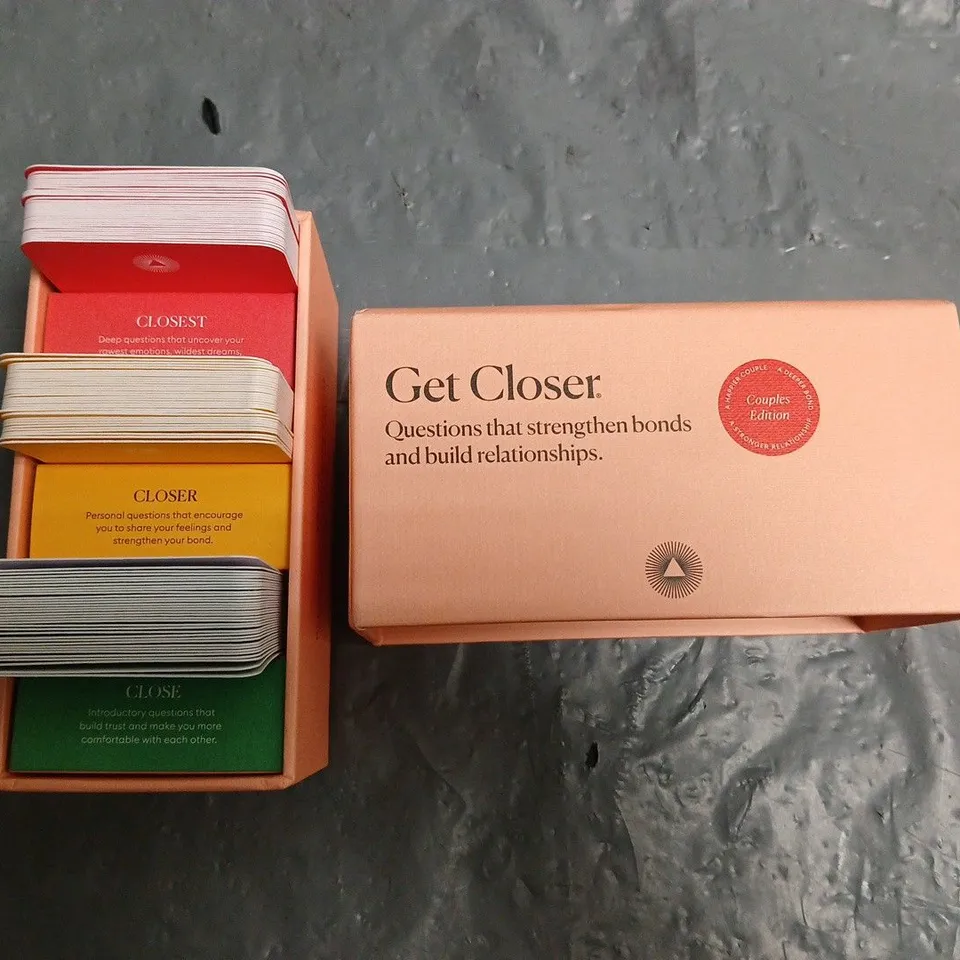 CLOSEST
Deep questions that uncover your
rawest emotions, wildest dreams,
CLOSER
Personal questions that encourage
you to share your feelings and
strengthen your bond.
CLOSE
Introductory questions that
build trust and make you more
comfortable with each other.
Get Closer®
Questions that strengthen bonds
and build relationships.
A HAPPIER COUPLE
A DEEPER BOND
A STRONGER RELATIONSHIP
Couples
Edition